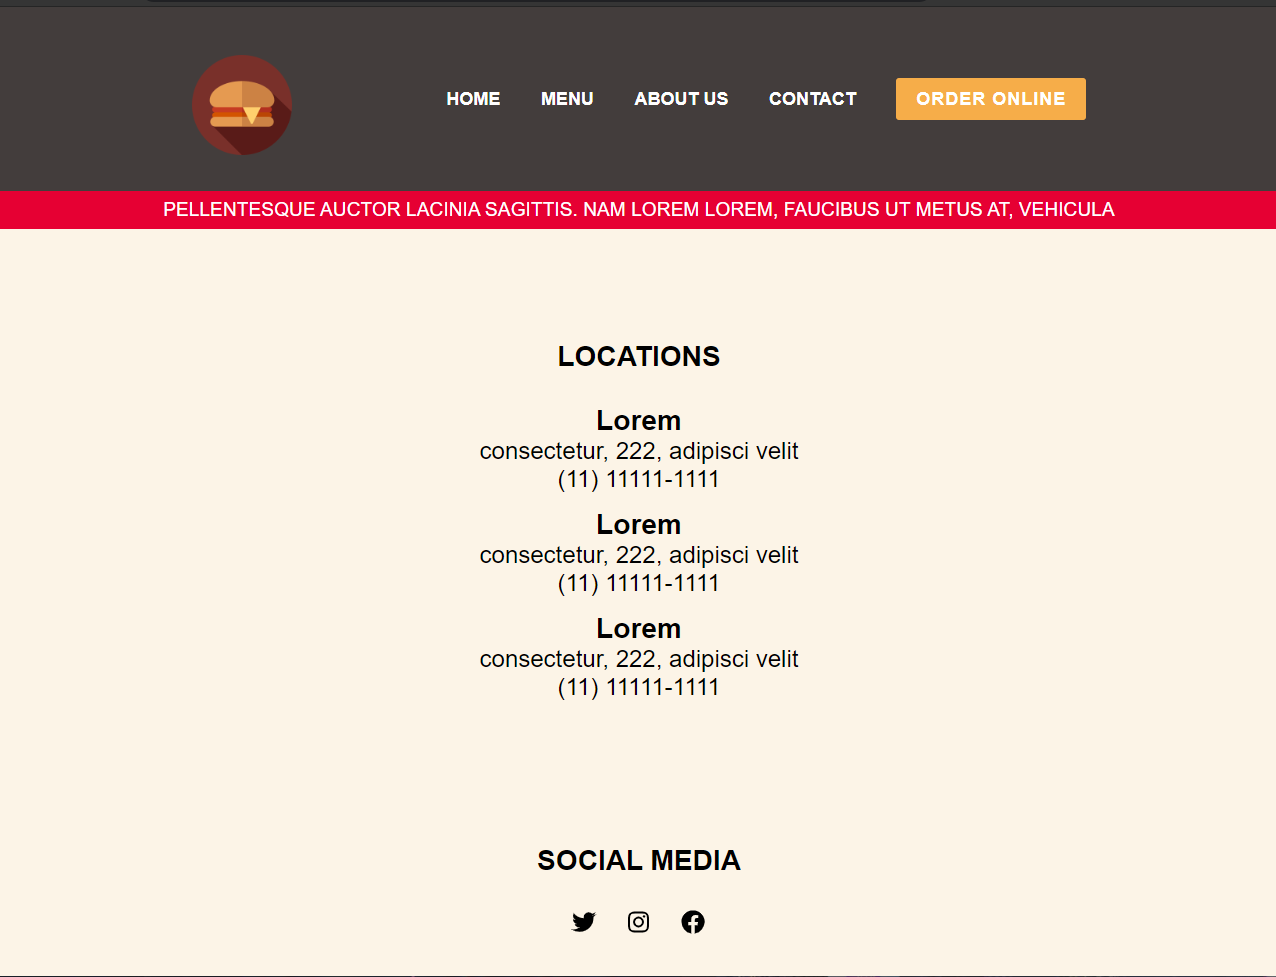 HOME MENU ABOUT US CONTACT ORDER ONLINE
PELLENTESQUE AUCTOR LACINIA SAGITTIS. NAM LOREM LOREM, FAUCIBUS UT METUS AT, VEHICULA
LOCATIONS
Lorem
consectetur, 222, adipisci velit
(11) 11111-1111
Lorem
consectetur, 222, adipisci velit
(11) 11111-1111
Lorem
consectetur, 222, adipisci velit
(11) 11111-1111
SOCIAL MEDIA